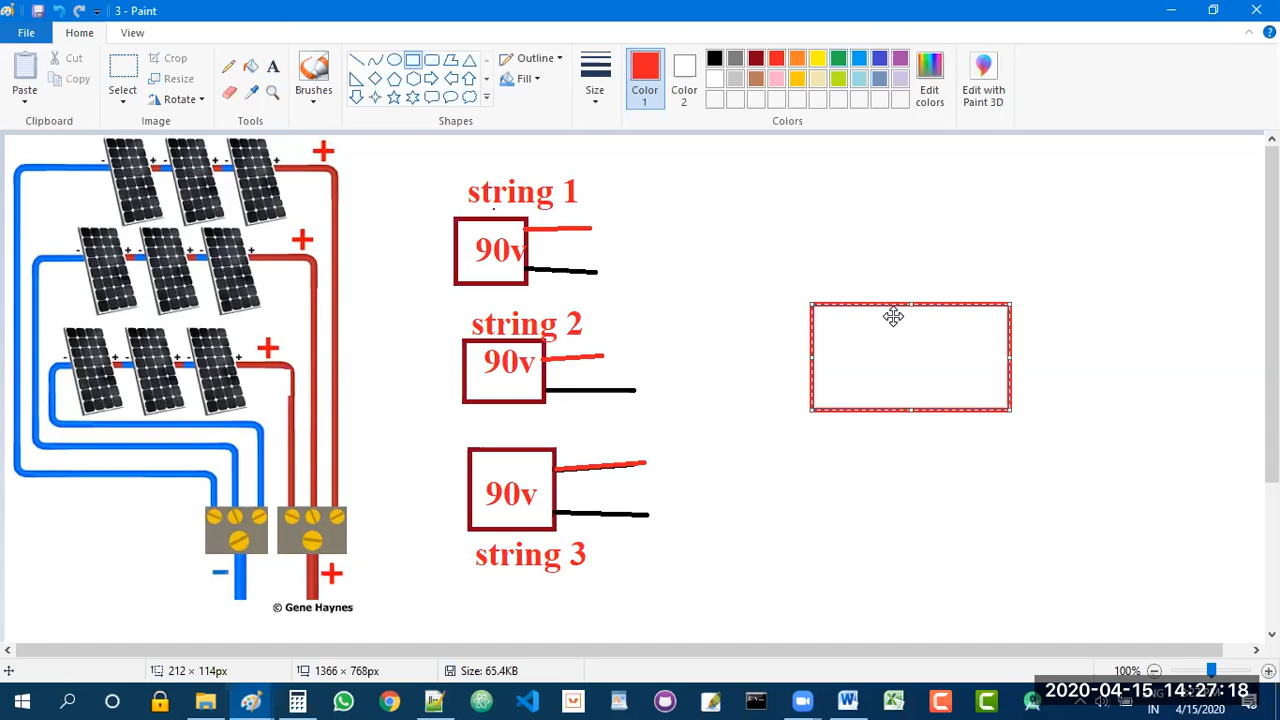 3 - Paint
File
Home
View
Paste
Cut
Copy
Clipboard
Select
Crop
Resize
Rotate
Image
A
Tools
Brushes
Shapes
Outline
Fill
Size
Color 1
Color 2
Edit colors
Colors
Edit with Paint 3D
string 1
90v
string 2
90v
90v
string 3
© Gene Haynes
212 × 114px
1366 × 768px
Size: 65.4KB
100%
2020-04-15 14:27:18
IN
4/15/2020